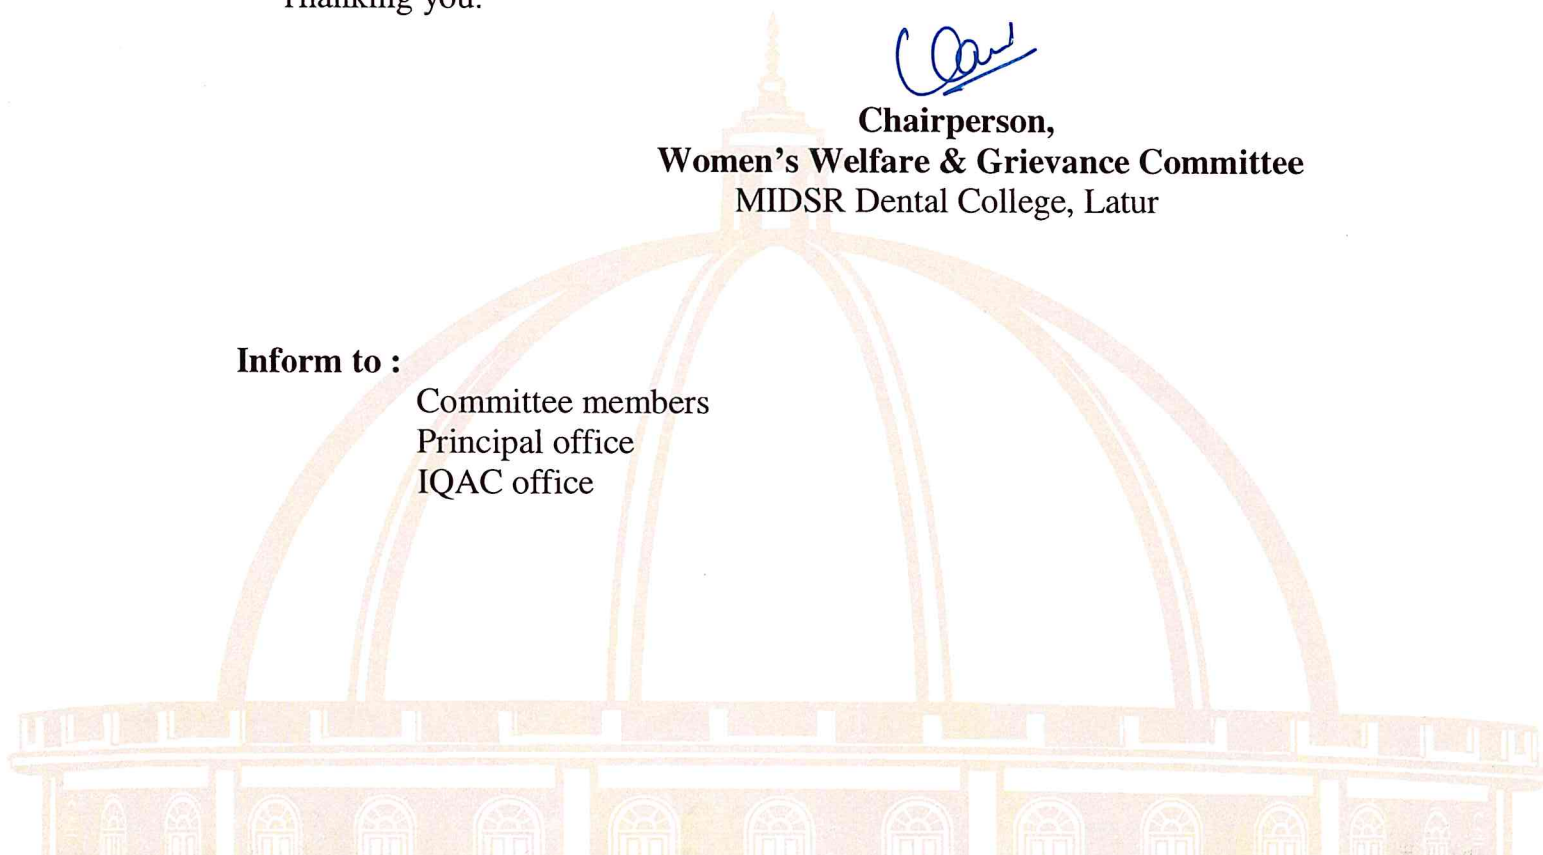 Thanking you.
Chairperson,
Women's Welfare & Grievance Committee
MIDSR Dental College, Latur
Inform to :
Committee members
Principal office
IQAC office